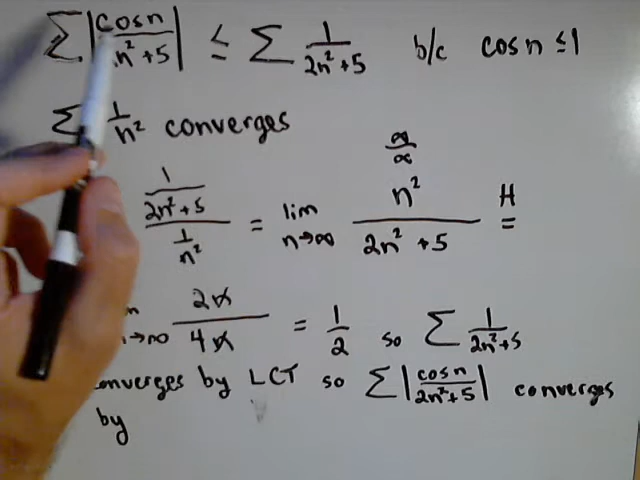 ∑ |cos n / 2n² + 5| ≤ ∑ 1 / 2n² + 5 b/c cos n ≤ 1
∑ 1/n² converges
1 / 2n² + 5 / 1/n² = lim n→∞ n² / 2n² + 5 ∞/∞ H =
n→∞ 2n / 4n = 1/2 so ∑ 1 / 2n² + 5
converges by LCT so ∑ |cos n / 2n² + 5| converges
by